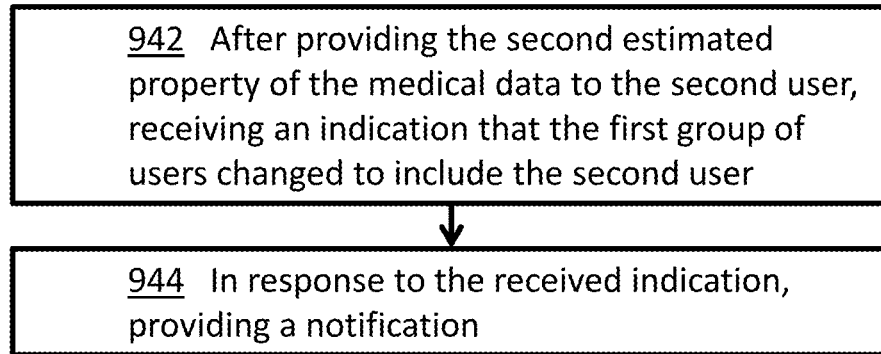 942 After providing the second estimated
property of the medical data to the second user,
receiving an indication that the first group of
users changed to include the second user
944 In response to the received indication,
providing a notification